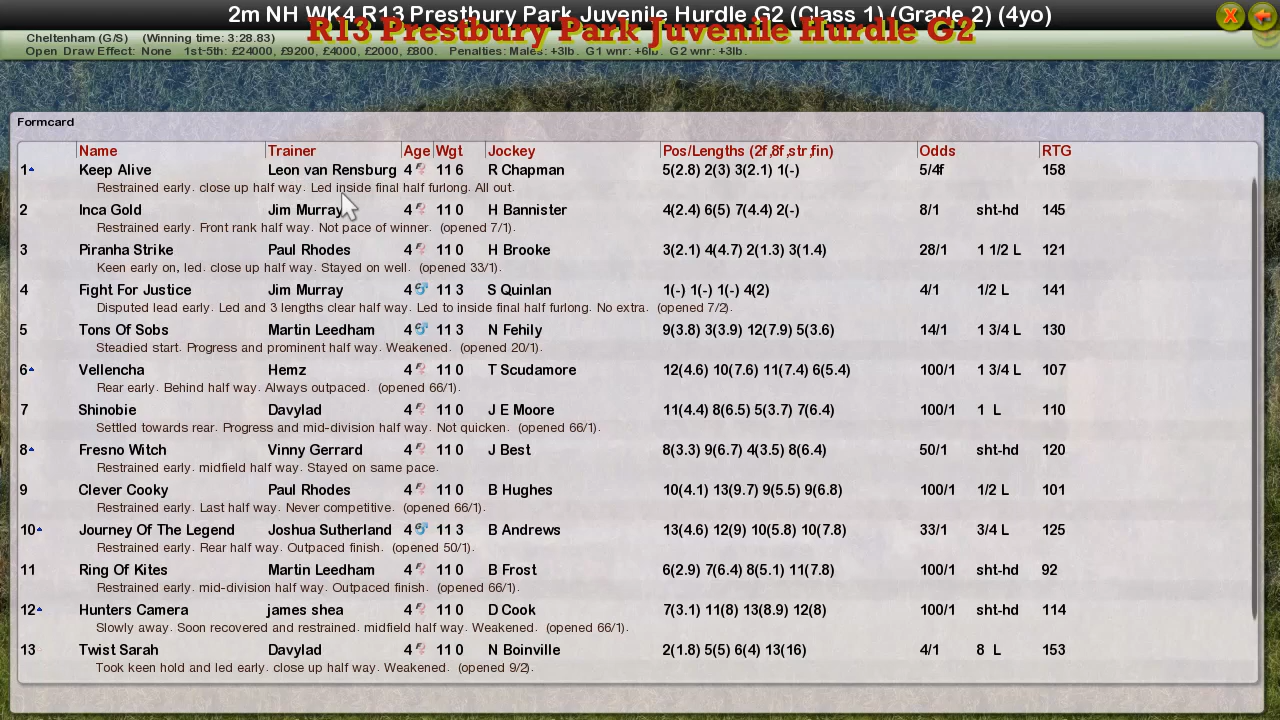 2m NH WK4 R13 Prestbury Park Juvenile Hurdle G2 (Class 1) (Grade 2) (4yo)
R13 Prestbury Park Juvenile Hurdle G2
Cheltenham (G/S) (Winning time: 3:28.83)
Open Draw Effect: None 1st-5th: £24000, £9200, £4000, £2000, £800. Penalties: Males: +3lb. G1 wnr: +6lb. G2 wnr: +3lb.
Formcard
Name Trainer Age Wgt Jockey Pos/Lengths (2f,8f,str,fin) Odds RTG
1 Keep Alive Leon van Rensburg 4 11 6 R Chapman 5(2.8) 2(3) 3(2.1) 1(-) 5/4f 158
Restrained early. close up half way. Led inside final half furlong. All out.
2 Inca Gold Jim Murray 4 11 0 H Bannister 4(2.4) 6(5) 7(4.4) 2(-) 8/1 sht-hd 145
Restrained early. Front rank half way. Not pace of winner. (opened 7/1).
3 Piranha Strike Paul Rhodes 4 11 0 H Brooke 3(2.1) 4(4.7) 2(1.3) 3(1.4) 28/1 1 1/2 L 121
Keen early on, led. close up half way. Stayed on well. (opened 33/1).
4 Fight For Justice Jim Murray 4 11 3 S Quinlan 1(-) 1(-) 1(-) 4(2) 4/1 1/2 L 141
Disputed lead early. Led and 3 lengths clear half way. Led to inside final half furlong. No extra. (opened 7/2).
5 Tons Of Sobs Martin Leedham 4 11 3 N Fehily 9(3.8) 3(3.9) 12(7.9) 5(3.6) 14/1 1 3/4 L 130
Steadied start. Progress and prominent half way. Weakened. (opened 20/1).
6 Vellencha Hemz 4 11 0 T Scudamore 12(4.6) 10(7.6) 11(7.4) 6(5.4) 100/1 1 3/4 L 107
Rear early. Behind half way. Always outpaced. (opened 66/1).
7 Shinobie Davylad 4 11 0 J E Moore 11(4.4) 8(6.5) 5(3.7) 7(6.4) 100/1 1 L 110
Settled towards rear. Progress and mid-division half way. Not quicken. (opened 66/1).
8 Fresno Witch Vinny Gerrard 4 11 0 J Best 8(3.3) 9(6.7) 4(3.5) 8(6.4) 50/1 sht-hd 120
Restrained early. midfield half way. Stayed on same pace.
9 Clever Cooky Paul Rhodes 4 11 0 B Hughes 10(4.1) 13(9.7) 9(5.5) 9(6.8) 100/1 1/2 L 101
Restrained early. Last half way. Never competitive. (opened 66/1).
10 Journey Of The Legend Joshua Sutherland 4 11 3 B Andrews 13(4.6) 12(9) 10(5.8) 10(7.8) 33/1 3/4 L 125
Restrained early. Rear half way. Outpaced finish. (opened 50/1).
11 Ring Of Kites Martin Leedham 4 11 0 B Frost 6(2.9) 7(6.4) 8(5.1) 11(7.8) 100/1 sht-hd 92
Restrained early. mid-division half way. Outpaced finish. (opened 66/1).
12 Hunters Camera james shea 4 11 0 D Cook 7(3.1) 11(8) 13(8.9) 12(8) 100/1 sht-hd 114
Slowly away. Soon recovered and restrained. midfield half way. Weakened. (opened 66/1).
13 Twist Sarah Davylad 4 11 0 N Boinville 2(1.8) 5(5) 6(4) 13(16) 4/1 8 L 153
Took keen hold and led early. close up half way. Weakened. (opened 9/2).